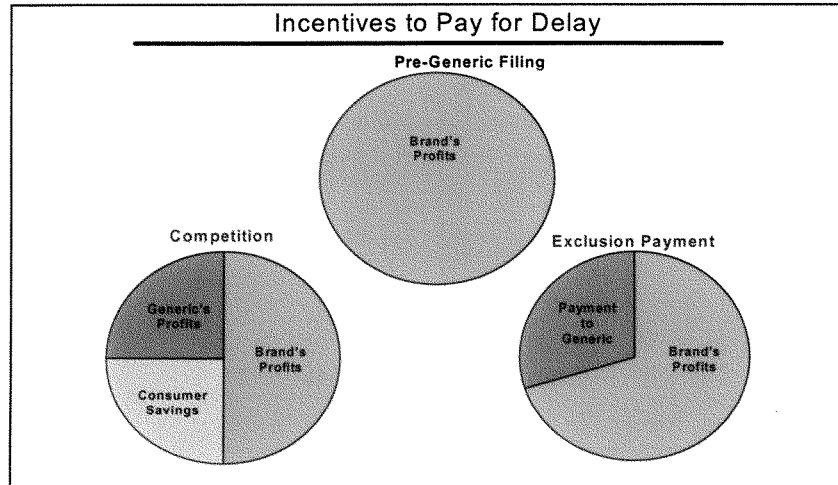 Incentives to Pay for Delay
Pre-Generic Filing
Brand's
Profits
Competition
Generic's
Profits
Brand's
Profits
Consumer
Savings
Exclusion Payment
Payment
to
Generic
Brand's
Profits